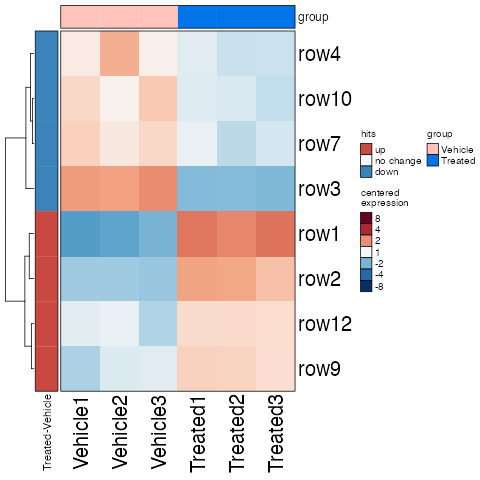 group
row4
row10
row7
row3
row1
row2
row12
row9
hits
up
no change
down
group
Vehicle
Treated
centered
expression
8
4
2
1
-2
-4
-8
Treated-Vehicle
Vehicle1
Vehicle2
Vehicle3
Treated1
Treated2
Treated3